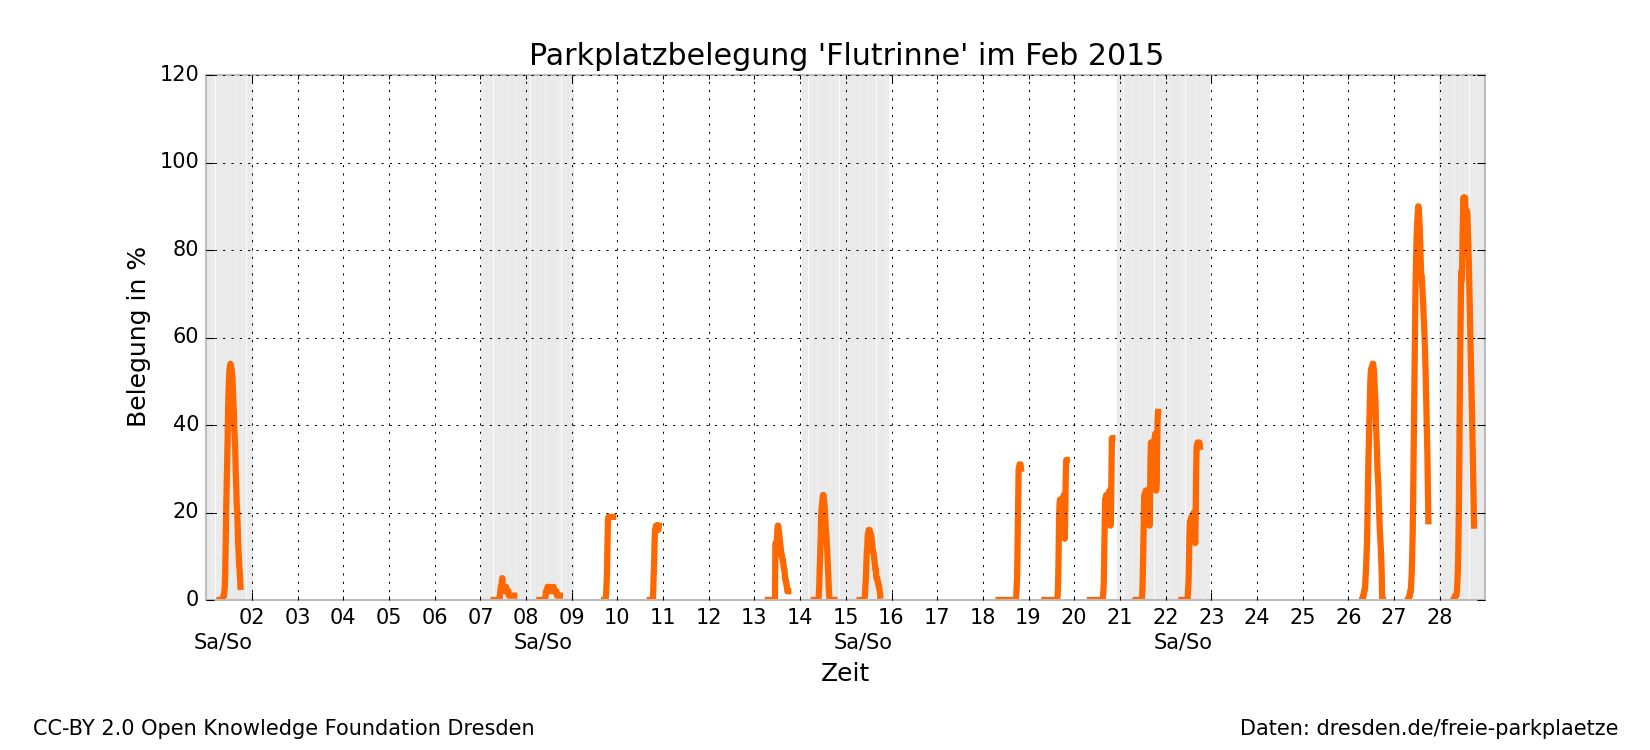 Parkplatzbelegung 'Flutrinne' im Feb 2015
120
100
80
60
40
20
0
Belegung in %
02 03 04 05 06 07 08 09 10 11 12 13 14 15 16 17 18 19 20 21 22 23 24 25 26 27 28
Sa/So Sa/So Sa/So Sa/So
Zeit
CC-BY 2.0 Open Knowledge Foundation Dresden
Daten: dresden.de/freie-parkplaetze